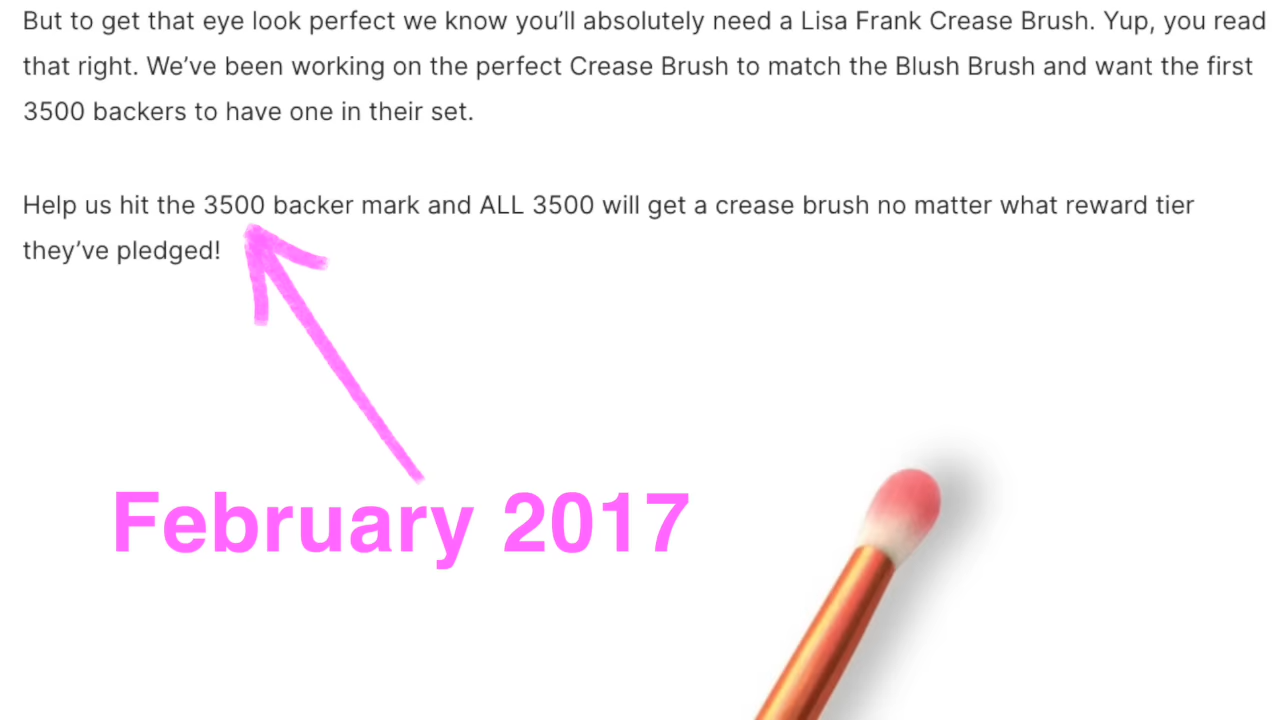 But to get that eye look perfect we know you’ll absolutely need a Lisa Frank Crease Brush. Yup, you read
that right. We’ve been working on the perfect Crease Brush to match the Blush Brush and want the first
3500 backers to have one in their set.
Help us hit the 3500 backer mark and ALL 3500 will get a crease brush no matter what reward tier
they’ve pledged!
February 2017